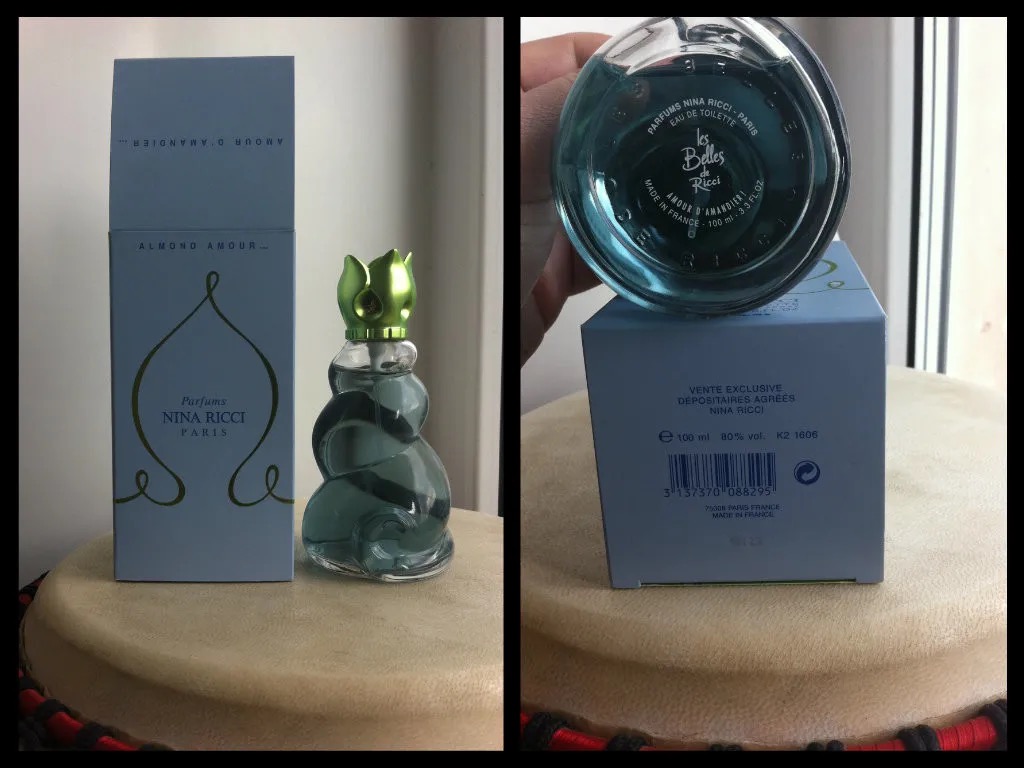 AMOUR D'AMANDIER ...
ALMOND AMOUR...
Parfums
NINA RICCI
PARIS
PARFUMS NINA RICCI - PARIS
EAU DE TOILETTE
les
Belles
de
Ricci
AMOUR D'AMANDIER
MADE IN FRANCE - 100 ml - 3.3 FL.OZ
VENTE EXCLUSIVE
DÉPOSITAIRES AGRÉÉS
NINA RICCI
℮ 100 ml 80% vol. K2 1606
3 137370 088295
75008 PARIS FRANCE
MADE IN FRANCE